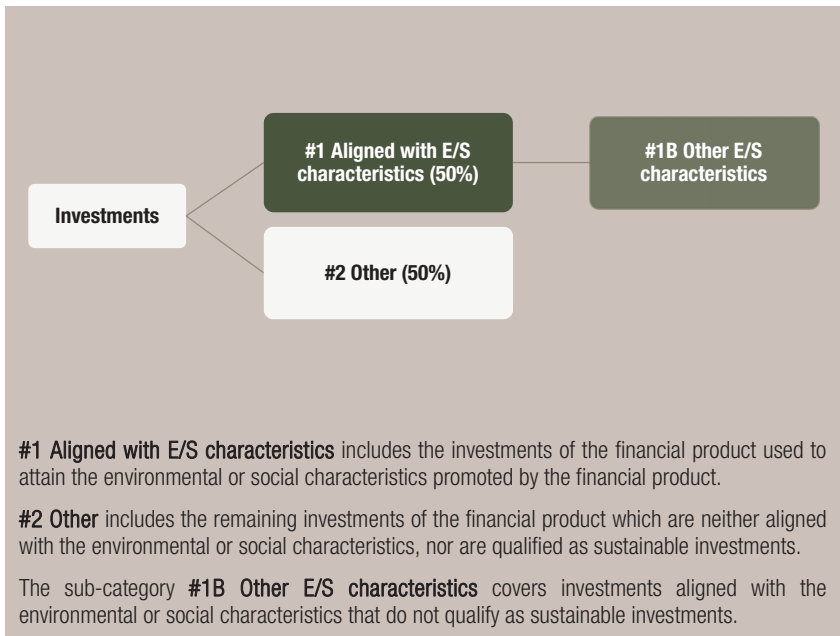 #1 Aligned with E/S
characteristics (50%)
#1B Other E/S
characteristics
Investments
#2 Other (50%)
#1 Aligned with E/S characteristics includes the investments of the financial product used to
attain the environmental or social characteristics promoted by the financial product.
#2 Other includes the remaining investments of the financial product which are neither aligned
with the environmental or social characteristics, nor are qualified as sustainable investments.
The sub-category #1B Other E/S characteristics covers investments aligned with the
environmental or social characteristics that do not qualify as sustainable investments.